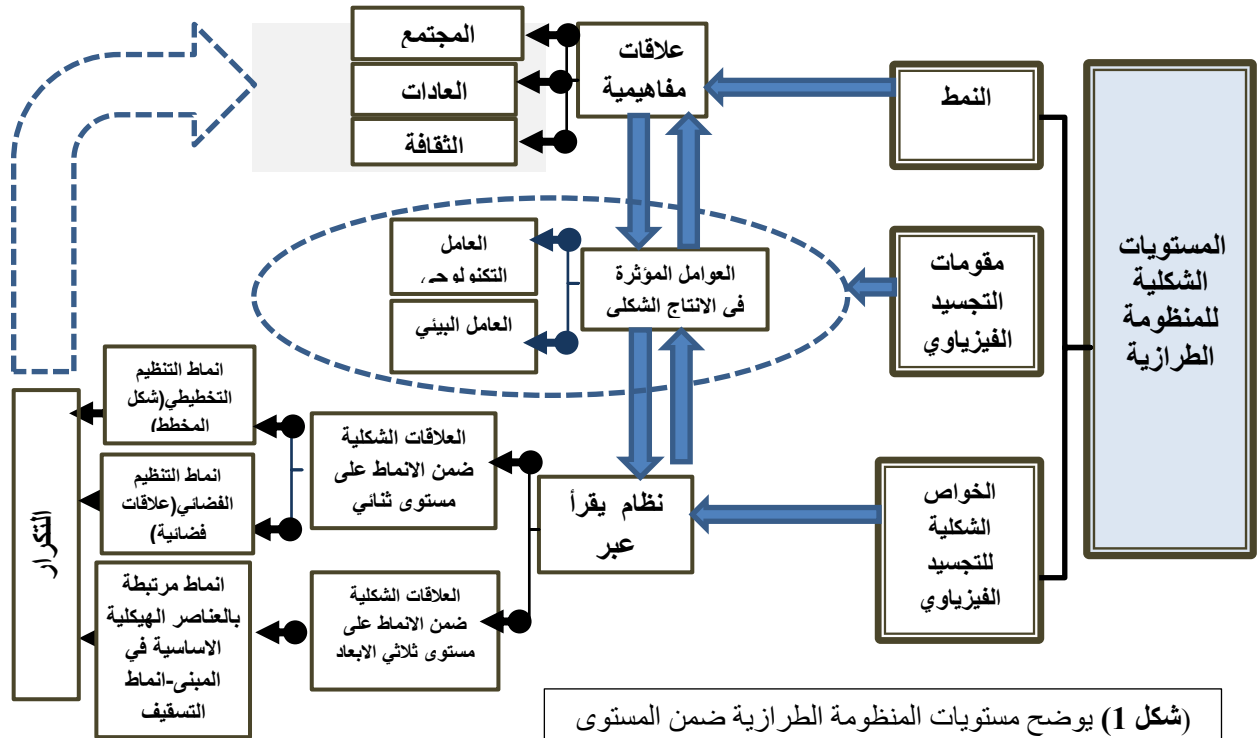 المستويات
الشكلية
للمنظومة
الطرازية
النمط
علاقات
مفاهيمية
المجتمع
العادات
الثقافة
مقومات
التجسيد
الفيزياوي
العوامل المؤثرة
في الانتاج الشكلي
العامل
التكنولوجي
العامل البيئي
الخواص
الشكلية
للتجسيد
الفيزياوي
نظام يقرأ
عبر
العلاقات الشكلية
ضمن الانماط على
مستوى ثنائي
العلاقات الشكلية
ضمن الانماط على
مستوى ثلاثي الابعاد
انماط التنظيم
التخطيطي(شكل
المخطط)
انماط التنظيم
الفضائي(علاقات
فضائية)
انماط مرتبطة
بالعناصر الهيكلية
الاساسية في
المبنى-انماط
التسقيف
التكرار
(شكل 1) يوضح مستويات المنظومة الطرازية ضمن المستوى